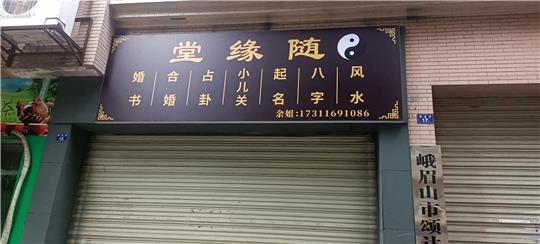 随缘堂
风水
八字
起名
小儿关
占卦
合婚
婚书
余姐:17311691086
峨眉山市颂